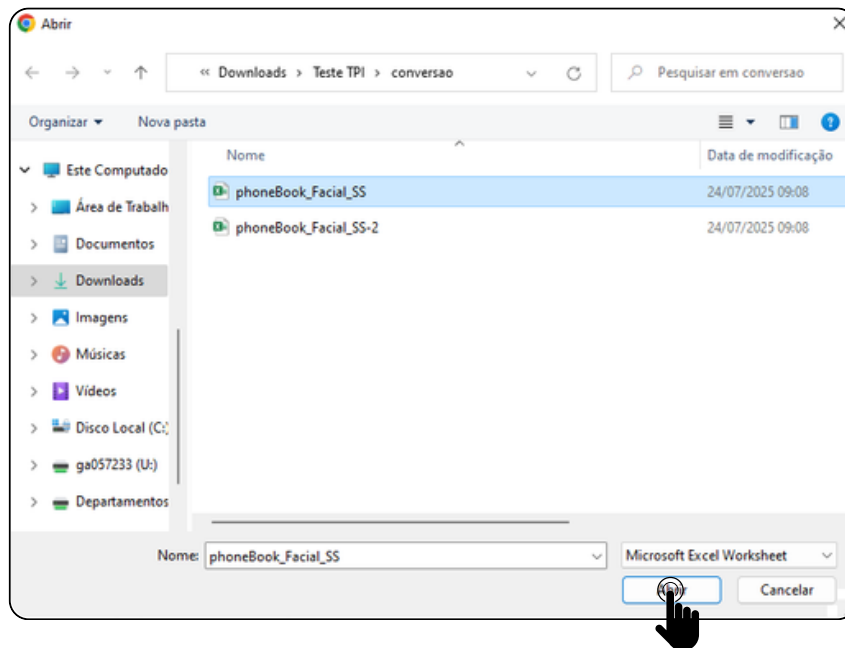 Abrir
« Downloads > Teste TPI > conversao
Pesquisar em conversao
Organizar
Nova pasta
Nome
Data de modificação
Este Computado
Área de Trabalh
Documentos
Downloads
Imagens
Músicas
Vídeos
Disco Local (C:)
ga057233 (U:)
Departamentos
phoneBook_Facial_SS 24/07/2025 09:08
phoneBook_Facial_SS-2 24/07/2025 09:08
Nome: phoneBook_Facial_SS
Microsoft Excel Worksheet
Abrir
Cancelar